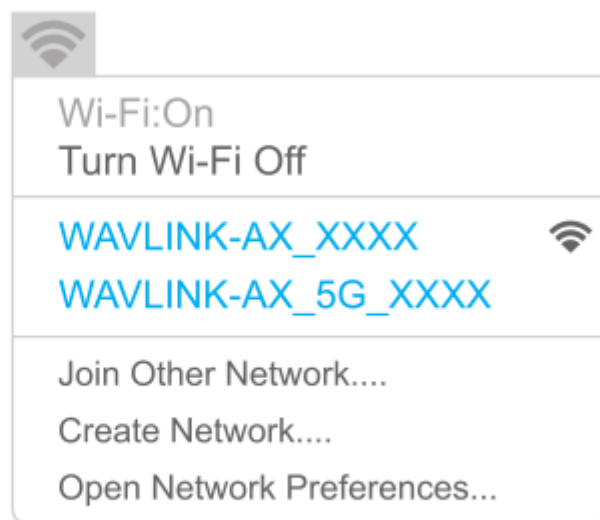 Wi-Fi:On
Turn Wi-Fi Off
WAVLINK-AX_XXXX
WAVLINK-AX_5G_XXXX
Join Other Network....
Create Network....
Open Network Preferences...